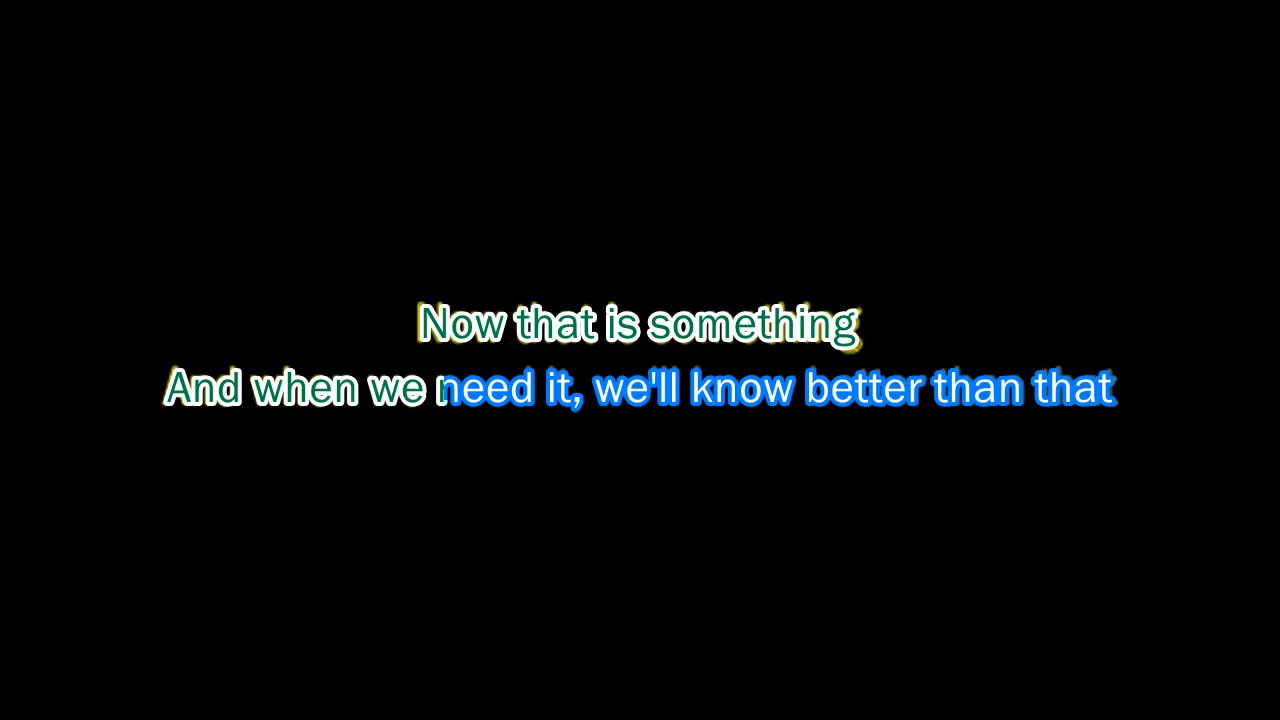 Now that is something
And when we need it, we'll know better than that